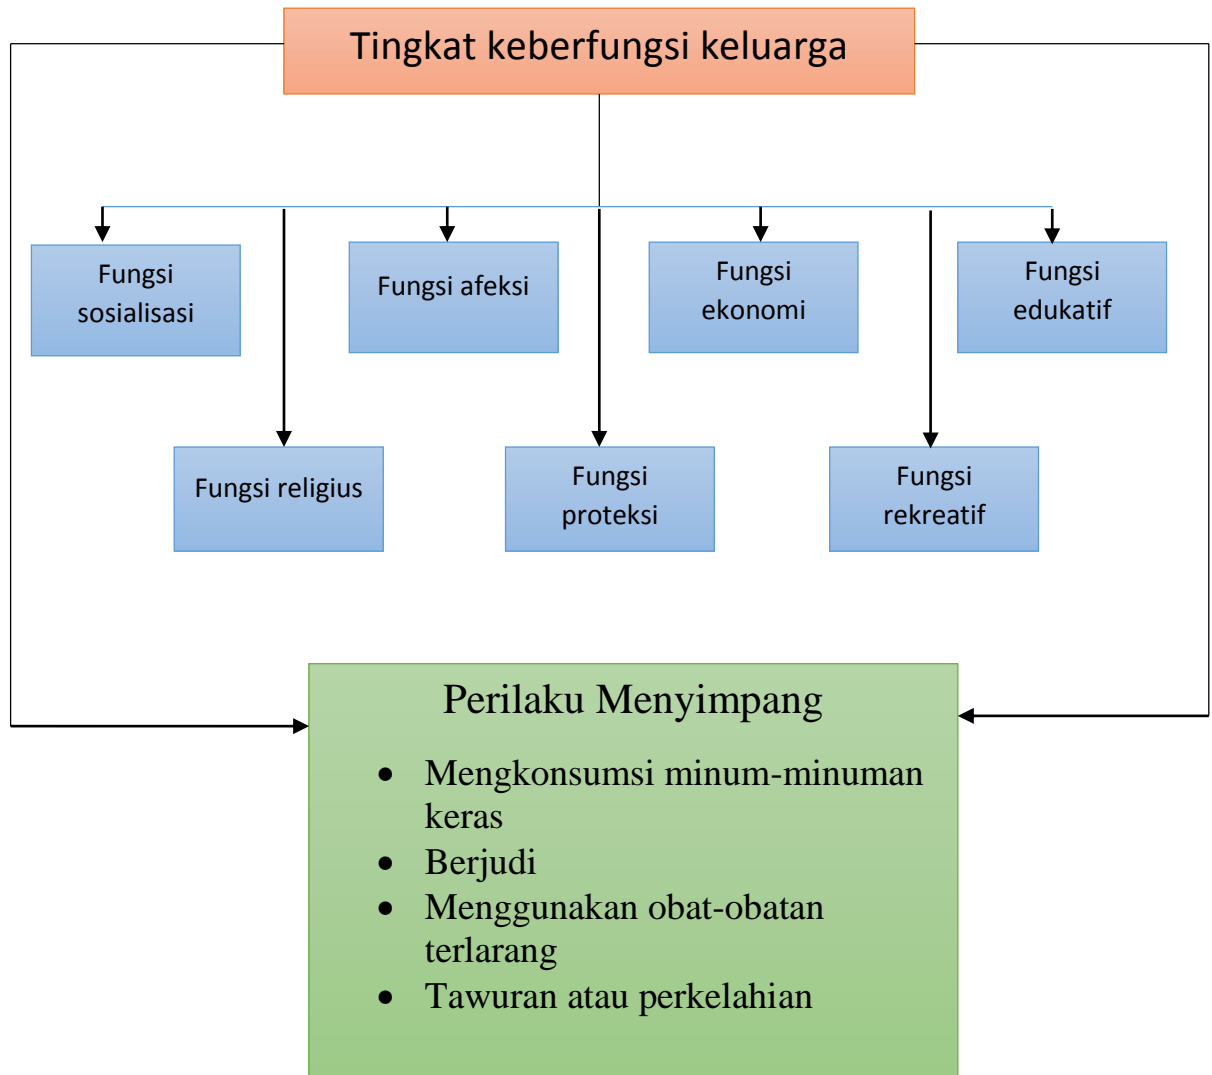 Tingkat keberfungsi keluarga
Fungsi
sosialisasi
Fungsi afeksi
Fungsi
ekonomi
Fungsi
edukatif
Fungsi religius
Fungsi
proteksi
Fungsi
rekreatif
Perilaku Menyimpang
• Mengkonsumsi minum-minuman
keras
• Berjudi
• Menggunakan obat-obatan
terlarang
• Tawuran atau perkelahian